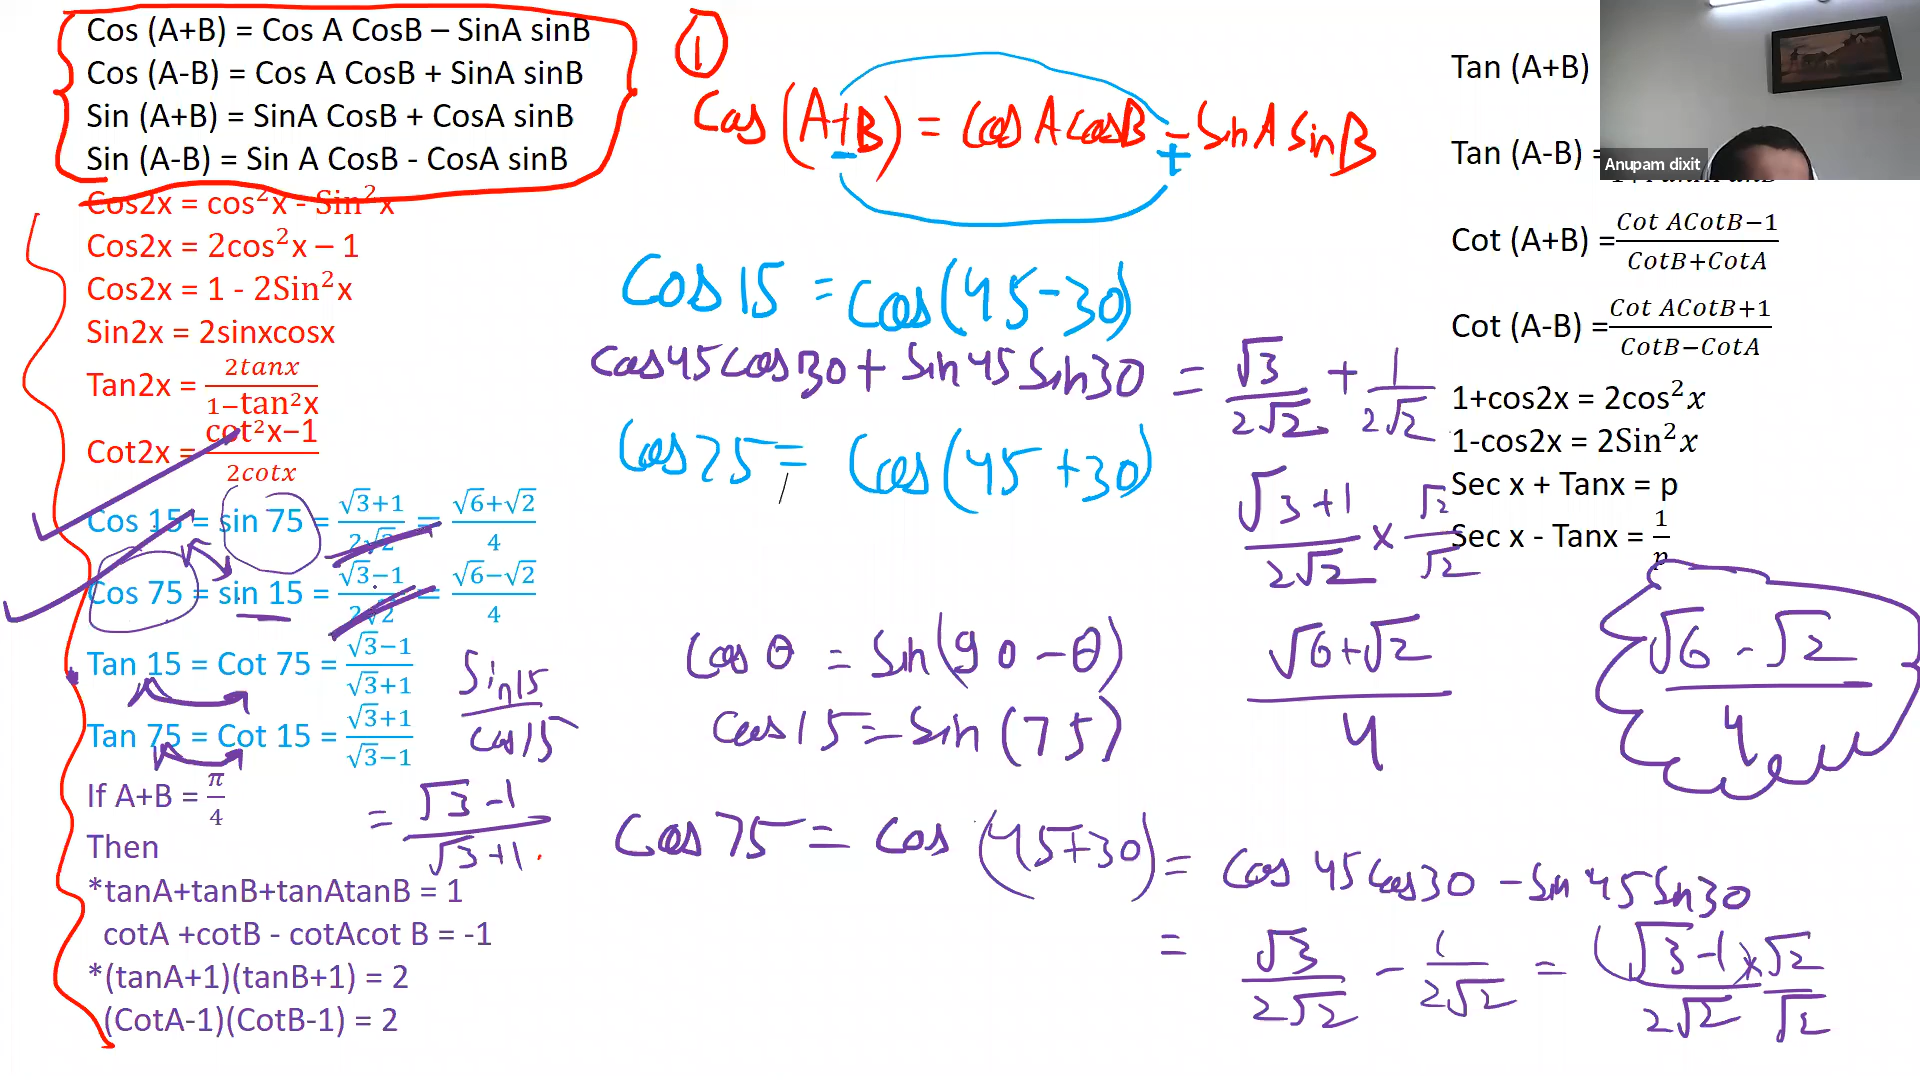 Cos (A+B) = Cos A CosB – SinA sinB
Cos (A-B) = Cos A CosB + SinA sinB
Sin (A+B) = SinA CosB + CosA sinB
Sin (A-B) = Sin A CosB - CosA sinB
Cos2x = cos²x - Sin²x
Cos2x = 2cos²x – 1
Cos2x = 1 - 2Sin²x
Sin2x = 2sinxcosx
Tan2x = 2tanx / 1−tan²x
Cot2x = cot²x−1 / 2cotx
Cos 15 = sin 75 = √3+1 / 2√2 = √6+√2 / 4
Cos 75 = sin 15 = √3−1 / 2√2 = √6−√2 / 4
Tan 15 = Cot 75 = √3−1 / √3+1
Tan 75 = Cot 15 = √3+1 / √3−1
If A+B = π/4
Then
*tanA+tanB+tanAtanB = 1
cotA +cotB - cotAcot B = -1
*(tanA+1)(tanB+1) = 2
(CotA-1)(CotB-1) = 2
Sin15 / cos15
= √3 -1 / √3+1
1
Cos (A+B) = Cos A cos B - Sin A sin B
- +
Cos 15 = Cos (45-30)
Cos45 Cos30 + Sin 45 Sin 30 = √3 / 2√2 + 1 / 2√2
Cos 75 = Cos (45 +30)
√3+1 / 2√2 × √2 / √2
Cos θ = Sin (90 - θ)
√6+√2 / 4
√6 - √2 / 4
Cos 15 = Sin (75)
Cos 75 = Cos (45+30) = Cos 45 Cos30 - Sin 45 Sin 30
= √3 / 2√2 - 1 / 2√2 = (√3 -1 / 2√2 × √2 / √2
Tan (A+B)
Tan (A-B) =
Anupam dixit
Cot (A+B) = Cot ACotB−1 / CotB+CotA
Cot (A-B) = Cot ACotB+1 / CotB−CotA
1+cos2x = 2cos²x
1-cos2x = 2Sin²x
Sec x + Tanx = p
Sec x - Tanx = 1/p